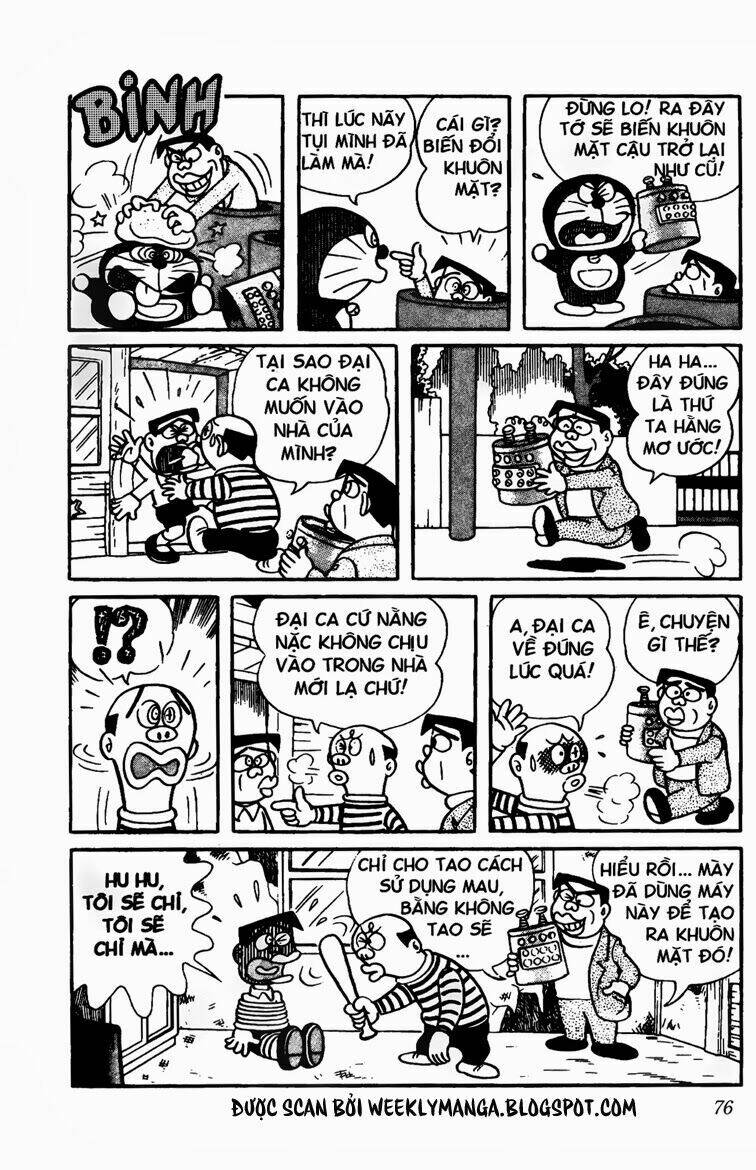 ĐỪNG LO! RA ĐÂY
TỚ SẼ BIẾN KHUÔN
MẶT CẬU TRỞ LẠI
NHƯ CŨ!
CÁI GÌ?
BIẾN ĐỔI
KHUÔN
MẶT?
THÌ LÚC NÃY
TỤI MÌNH ĐÃ
LÀM MÀ!
BINH
HA HA...
ĐÂY ĐÚNG
LÀ THỨ
TA HẰNG
MƠ ƯỚC!
TẠI SAO ĐẠI
CA KHÔNG
MUỐN VÀO
NHÀ CỦA
MÌNH?
Ê, CHUYỆN
GÌ THẾ?
A, ĐẠI CA
VỀ ĐÚNG
LÚC QUÁ!
ĐẠI CA CỨ NẰNG
NẶC KHÔNG CHỊU
VÀO TRONG NHÀ
MỚI LẠ CHỨ!
!?
HIỂU RỒI... MÀY
ĐÃ DÙNG MÁY
NÀY ĐỂ TẠO
RA KHUÔN
MẶT ĐÓ!
CHỈ CHO TAO CÁCH
SỬ DỤNG MAU,
BẰNG KHÔNG
TAO SẼ
...
HU HU,
TÔI SẼ CHỈ,
TÔI SẼ
CHỈ MÀ...
ĐƯỢC SCAN BỞI WEEKLYMANGA.BLOGSPOT.COM
76